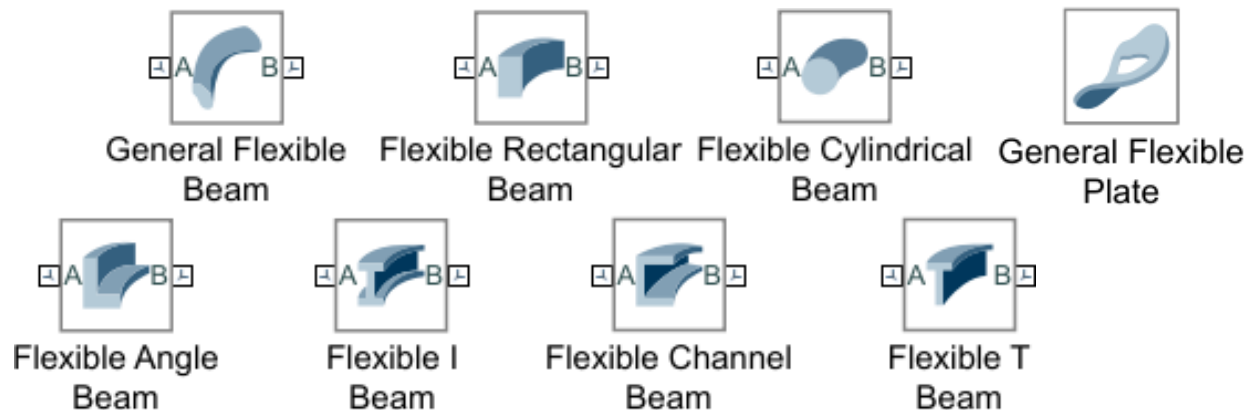 A B
A B
A B
General Flexible Beam
Flexible Rectangular Beam
Flexible Cylindrical Beam
General Flexible Plate
A B
A B
A B
A B
Flexible Angle Beam
Flexible I Beam
Flexible Channel Beam
Flexible T Beam